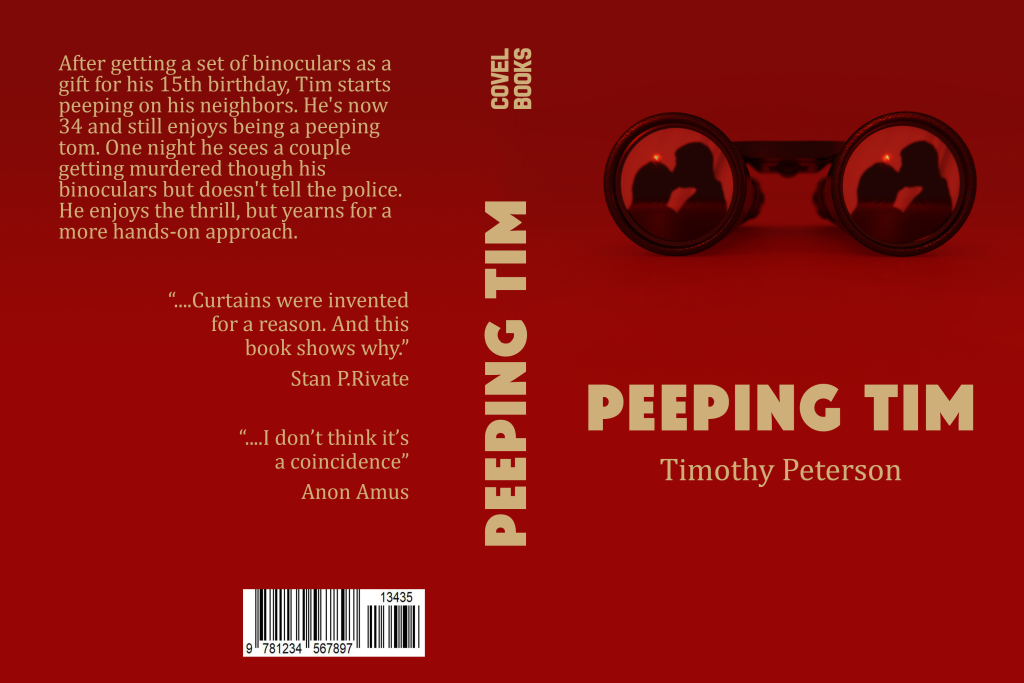 After getting a set of binoculars as a
gift for his 15th birthday, Tim starts
peeping on his neighbors. He's now
34 and still enjoys being a peeping
tom. One night he sees a couple
getting murdered though his
binoculars but doesn't tell the police.
He enjoys the thrill, but yearns for a
more hands-on approach.
“....Curtains were invented
for a reason. And this
book shows why.”
Stan P.Rivate
“....I don’t think it’s
a coincidence”
Anon Amus
13435
9 781234 567897
COVEL
BOOKS
PEEPING TIM
PEEPING TIM
Timothy Peterson